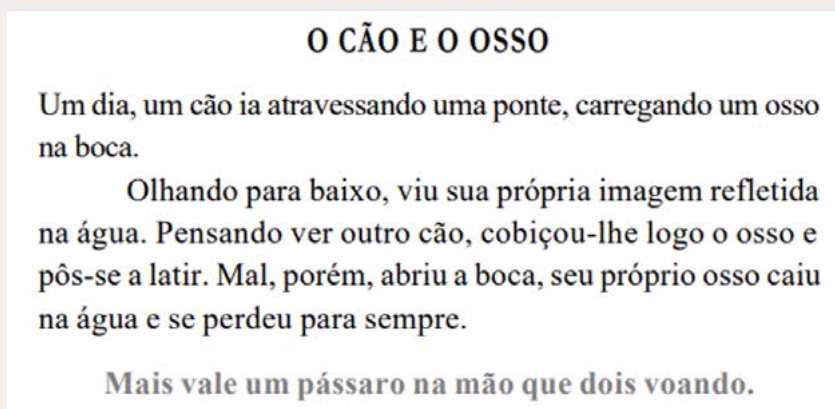 O CÃO E O OSSO
Um dia, um cão ia atravessando uma ponte, carregando um osso
na boca.
Olhando para baixo, viu sua própria imagem refletida
na água. Pensando ver outro cão, cobiçou-lhe logo o osso e
pôs-se a latir. Mal, porém, abriu a boca, seu próprio osso caiu
na água e se perdeu para sempre.
Mais vale um pássaro na mão que dois voando.